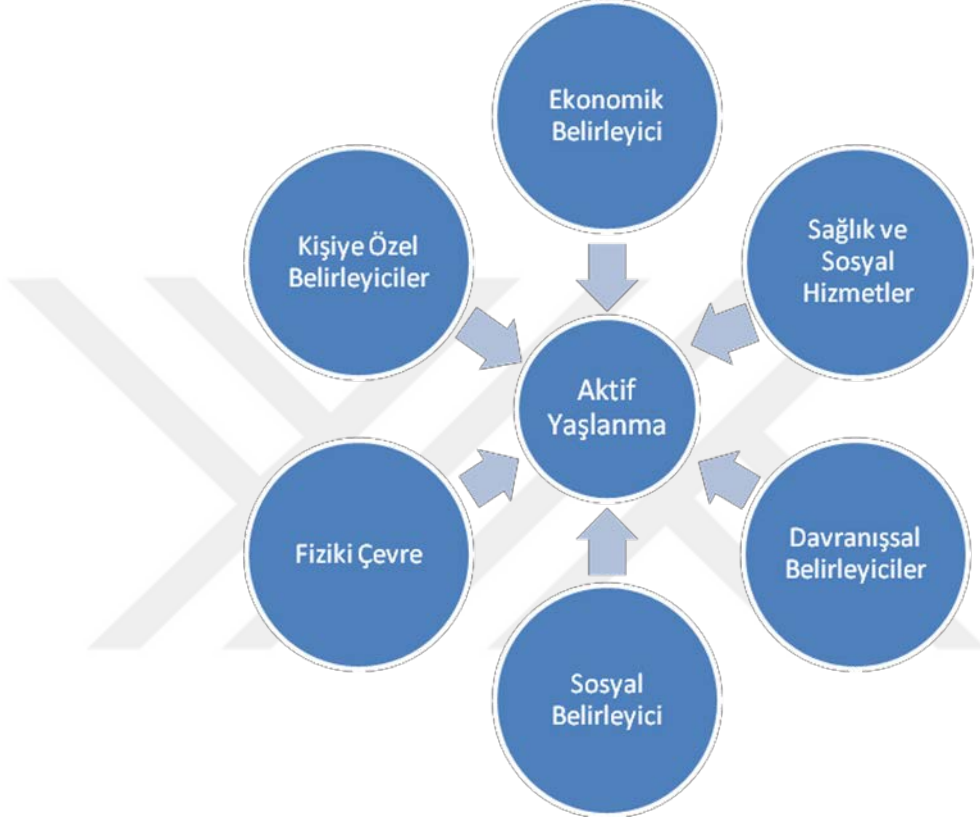 Ekonomik
Belirleyici
Kişiye Özel
Belirleyiciler
Sağlık ve
Sosyal
Hizmetler
Aktif
Yaşlanma
Fiziki Çevre
Davranışsal
Belirleyiciler
Sosyal
Belirleyici